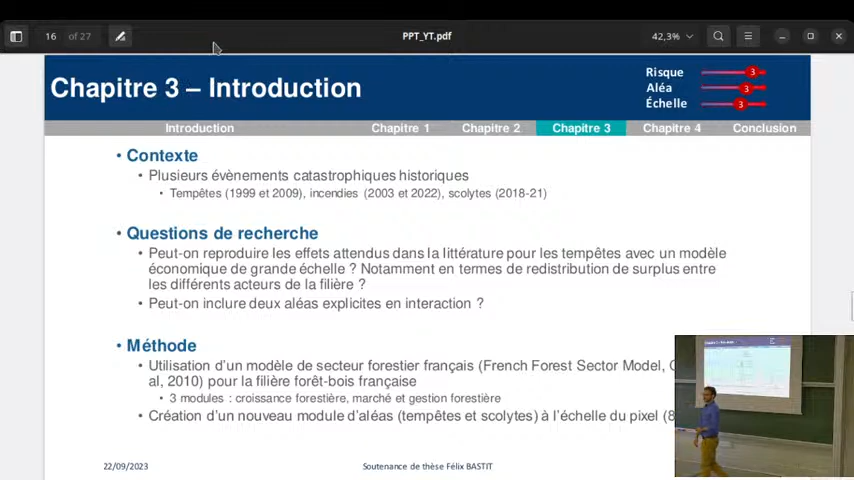 16 of 27
PPT_YT.pdf
42,3%
Chapitre 3 – Introduction
Risque 3
Aléa 3
Échelle 3
Introduction Chapitre 1 Chapitre 2 Chapitre 3 Chapitre 4 Conclusion
• Contexte
• Plusieurs évènements catastrophiques historiques
• Tempêtes (1999 et 2009), incendies (2003 et 2022), scolytes (2018-21)
• Questions de recherche
• Peut-on reproduire les effets attendus dans la littérature pour les tempêtes avec un modèle
économique de grande échelle ? Notamment en termes de redistribution de surplus entre
les différents acteurs de la filière ?
• Peut-on inclure deux aléas explicites en interaction ?
• Méthode
• Utilisation d'un modèle de secteur forestier français (French Forest Sector Model,
al, 2010) pour la filière forêt-bois française
• 3 modules : croissance forestière, marché et gestion forestière
• Création d'un nouveau module d'aléas (tempêtes et scolytes) à l'échelle du pixel (8
22/09/2023
Soutenance de thèse Félix BASTIT